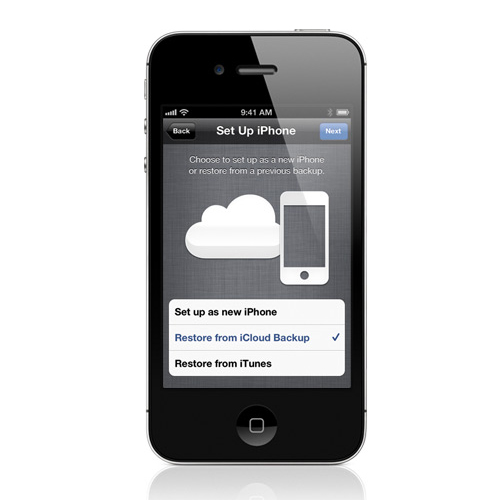 9:41 AM
Back Set Up iPhone Next
Choose to set up as a new iPhone
or restore from a previous backup.
Set up as new iPhone
Restore from iCloud Backup
Restore from iTunes